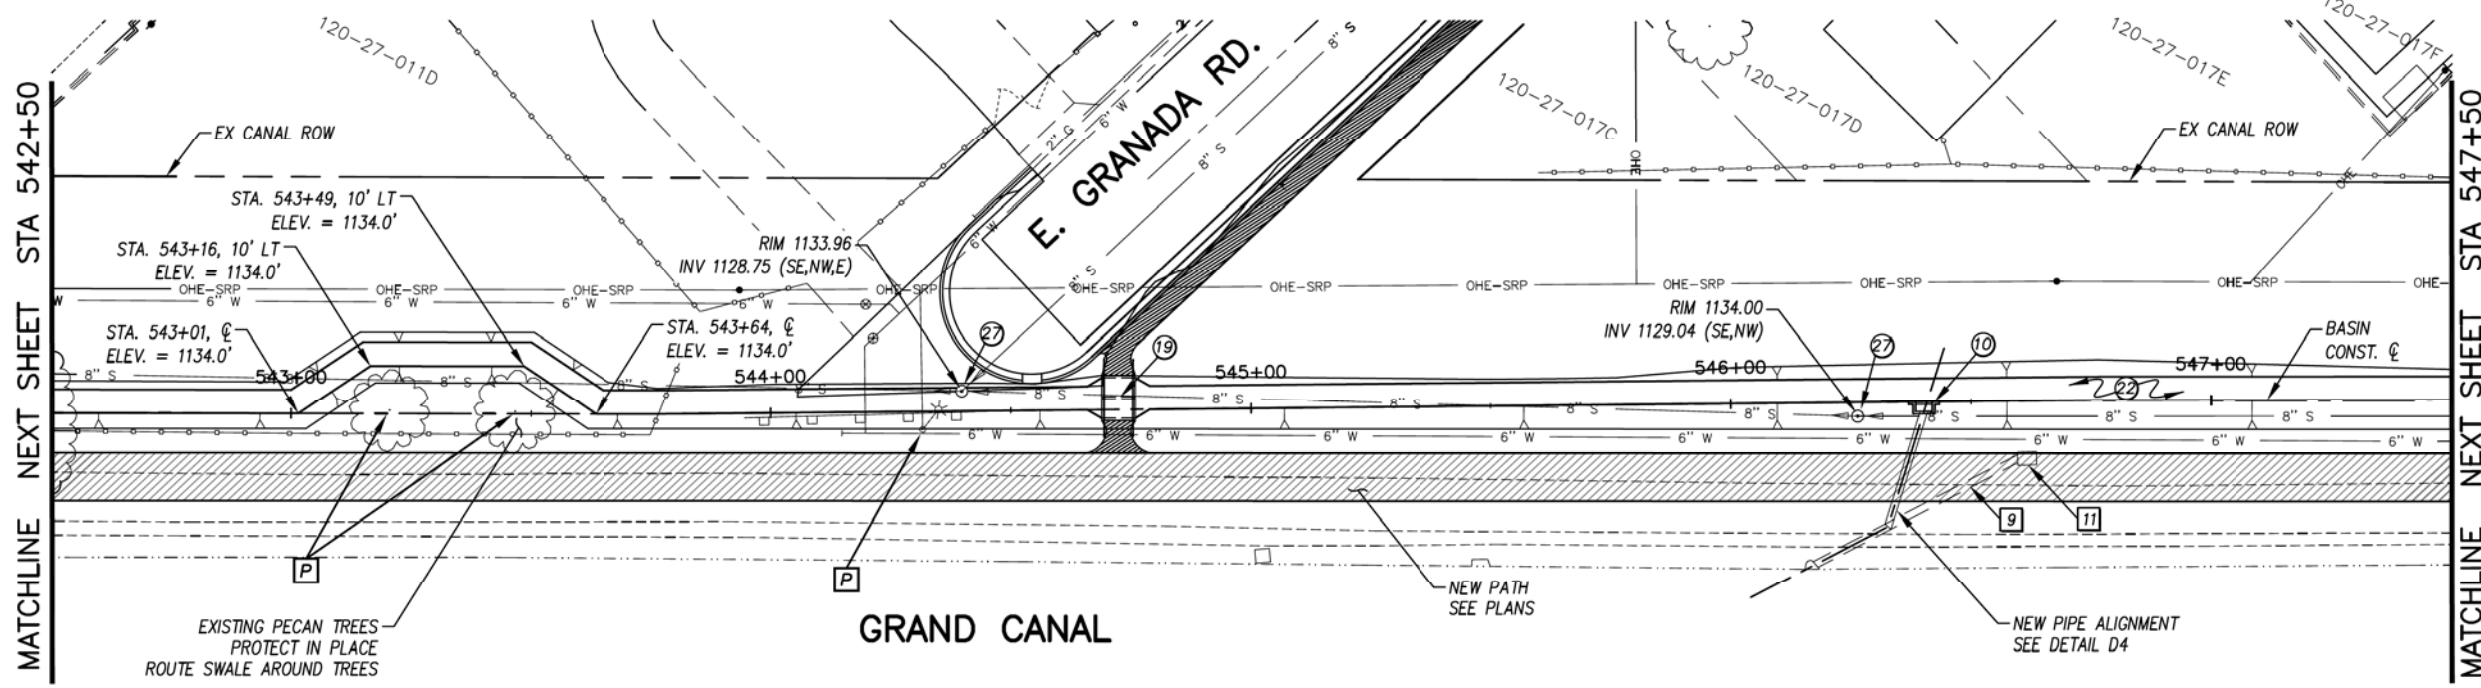 MATCHLINE NEXT SHEET STA 542+50
120-27-011D
EX CANAL ROW
STA. 543+49, 10' LT
ELEV. = 1134.0'
STA. 543+16, 10' LT
ELEV. = 1134.0'
STA. 543+01, ℄
ELEV. = 1134.0'
STA. 543+64, ℄
ELEV. = 1134.0'
RIM 1133.96
INV 1128.75 (SE,NW,E)
E. GRANADA RD.
2" G
6" W
6" W
8" S
8" S
8" S
120-27-017C
120-27-017D
120-27-017E
120-27-017F
OHE
OHE
EX CANAL ROW
OHE-SRP OHE-SRP OHE-SRP OHE-SRP OHE-SRP OHE-SRP OHE-SRP OHE-SRP OHE-SRP OHE-SRP OHE-
W 6" W 6" W 6" W 6" W
RIM 1134.00
INV 1129.04 (SE,NW)
BASIN
CONST. ℄
27
19
27
10
22
543+00
544+00
545+00
546+00
547+00
8" S 8" S 8" S S 8" S 8" S 8" S 8" S 8" S 8" S 8" S
6" W 6" W 6" W 6" W 6" W 6" W 6" W 6" W
P
P
9
11
EXISTING PECAN TREES
PROTECT IN PLACE
ROUTE SWALE AROUND TREES
GRAND CANAL
NEW PATH
SEE PLANS
NEW PIPE ALIGNMENT
SEE DETAIL D4
MATCHLINE NEXT SHEET STA 547+50